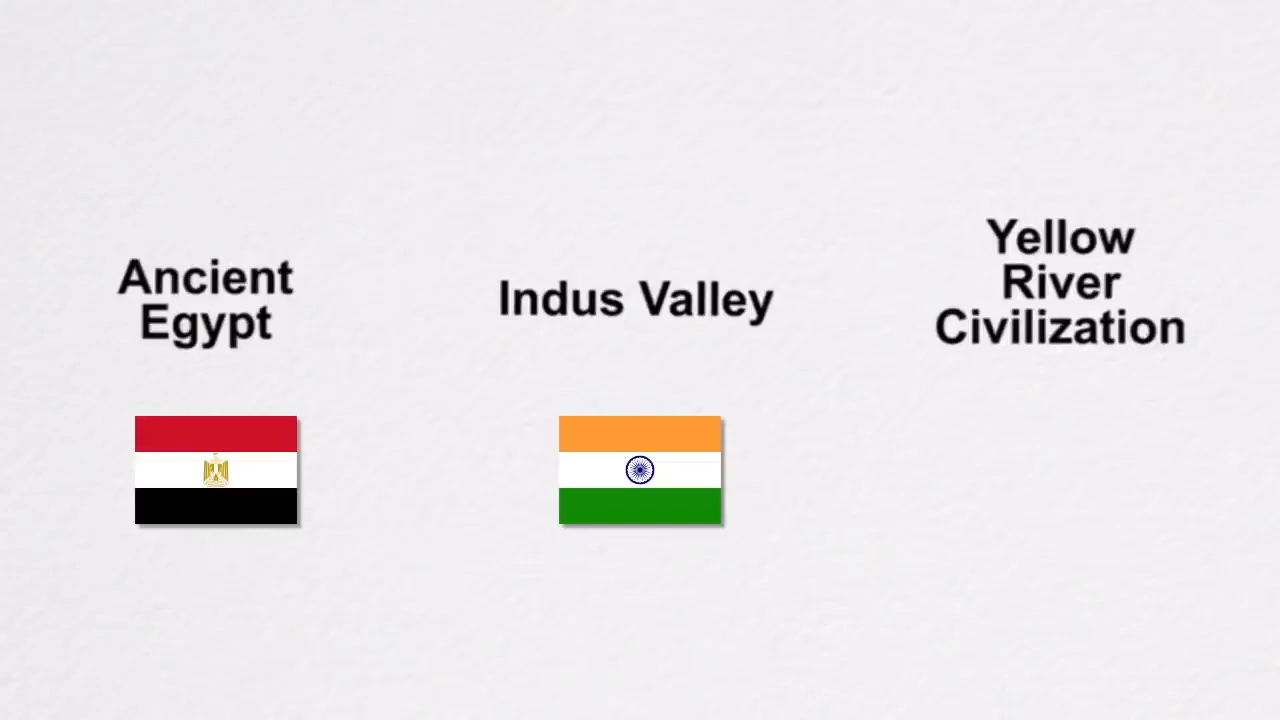 Ancient
Egypt
Indus Valley
Yellow
River
Civilization